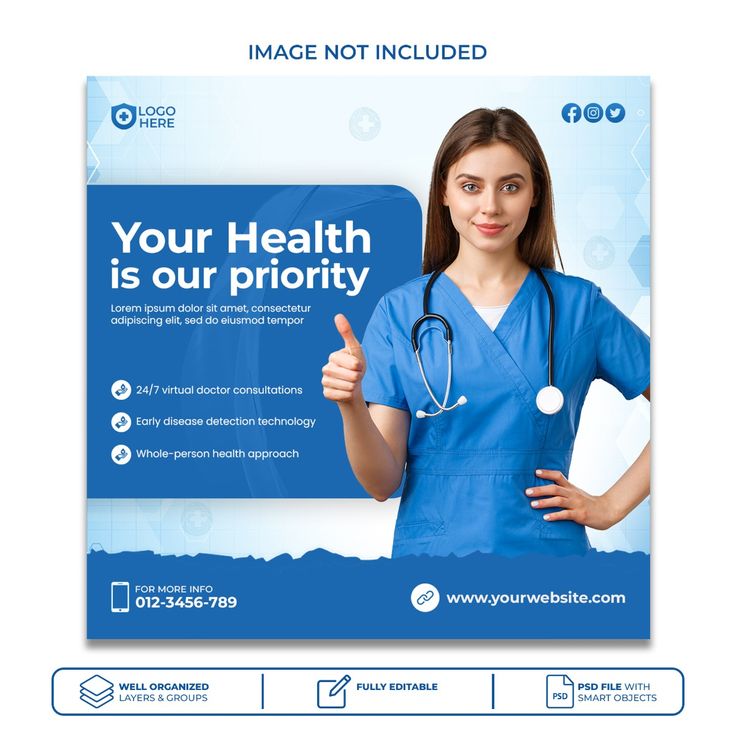 IMAGE NOT INCLUDED
LOGO
HERE
Your Health
is our priority
Lorem ipsum dolor sit amet, consectetur
adipiscing elit, sed do eiusmod tempor
24/7 virtual doctor consultations
Early disease detection technology
Whole-person health approach
FOR MORE INFO
012-3456-789
www.yourwebsite.com
WELL ORGANIZED
LAYERS & GROUPS
FULLY EDITABLE
PSD
PSD FILE WITH
SMART OBJECTS